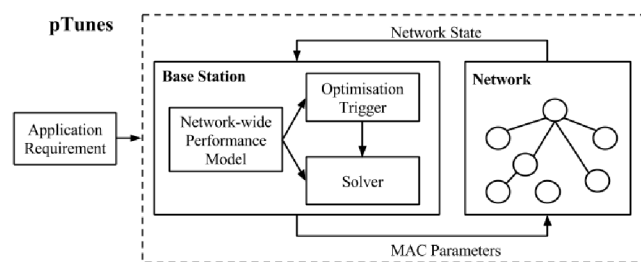 pTunes
Network State
Base Station
Network
Optimisation
Trigger
Application
Requirement
Network-wide
Performance
Model
Solver
MAC Parameters